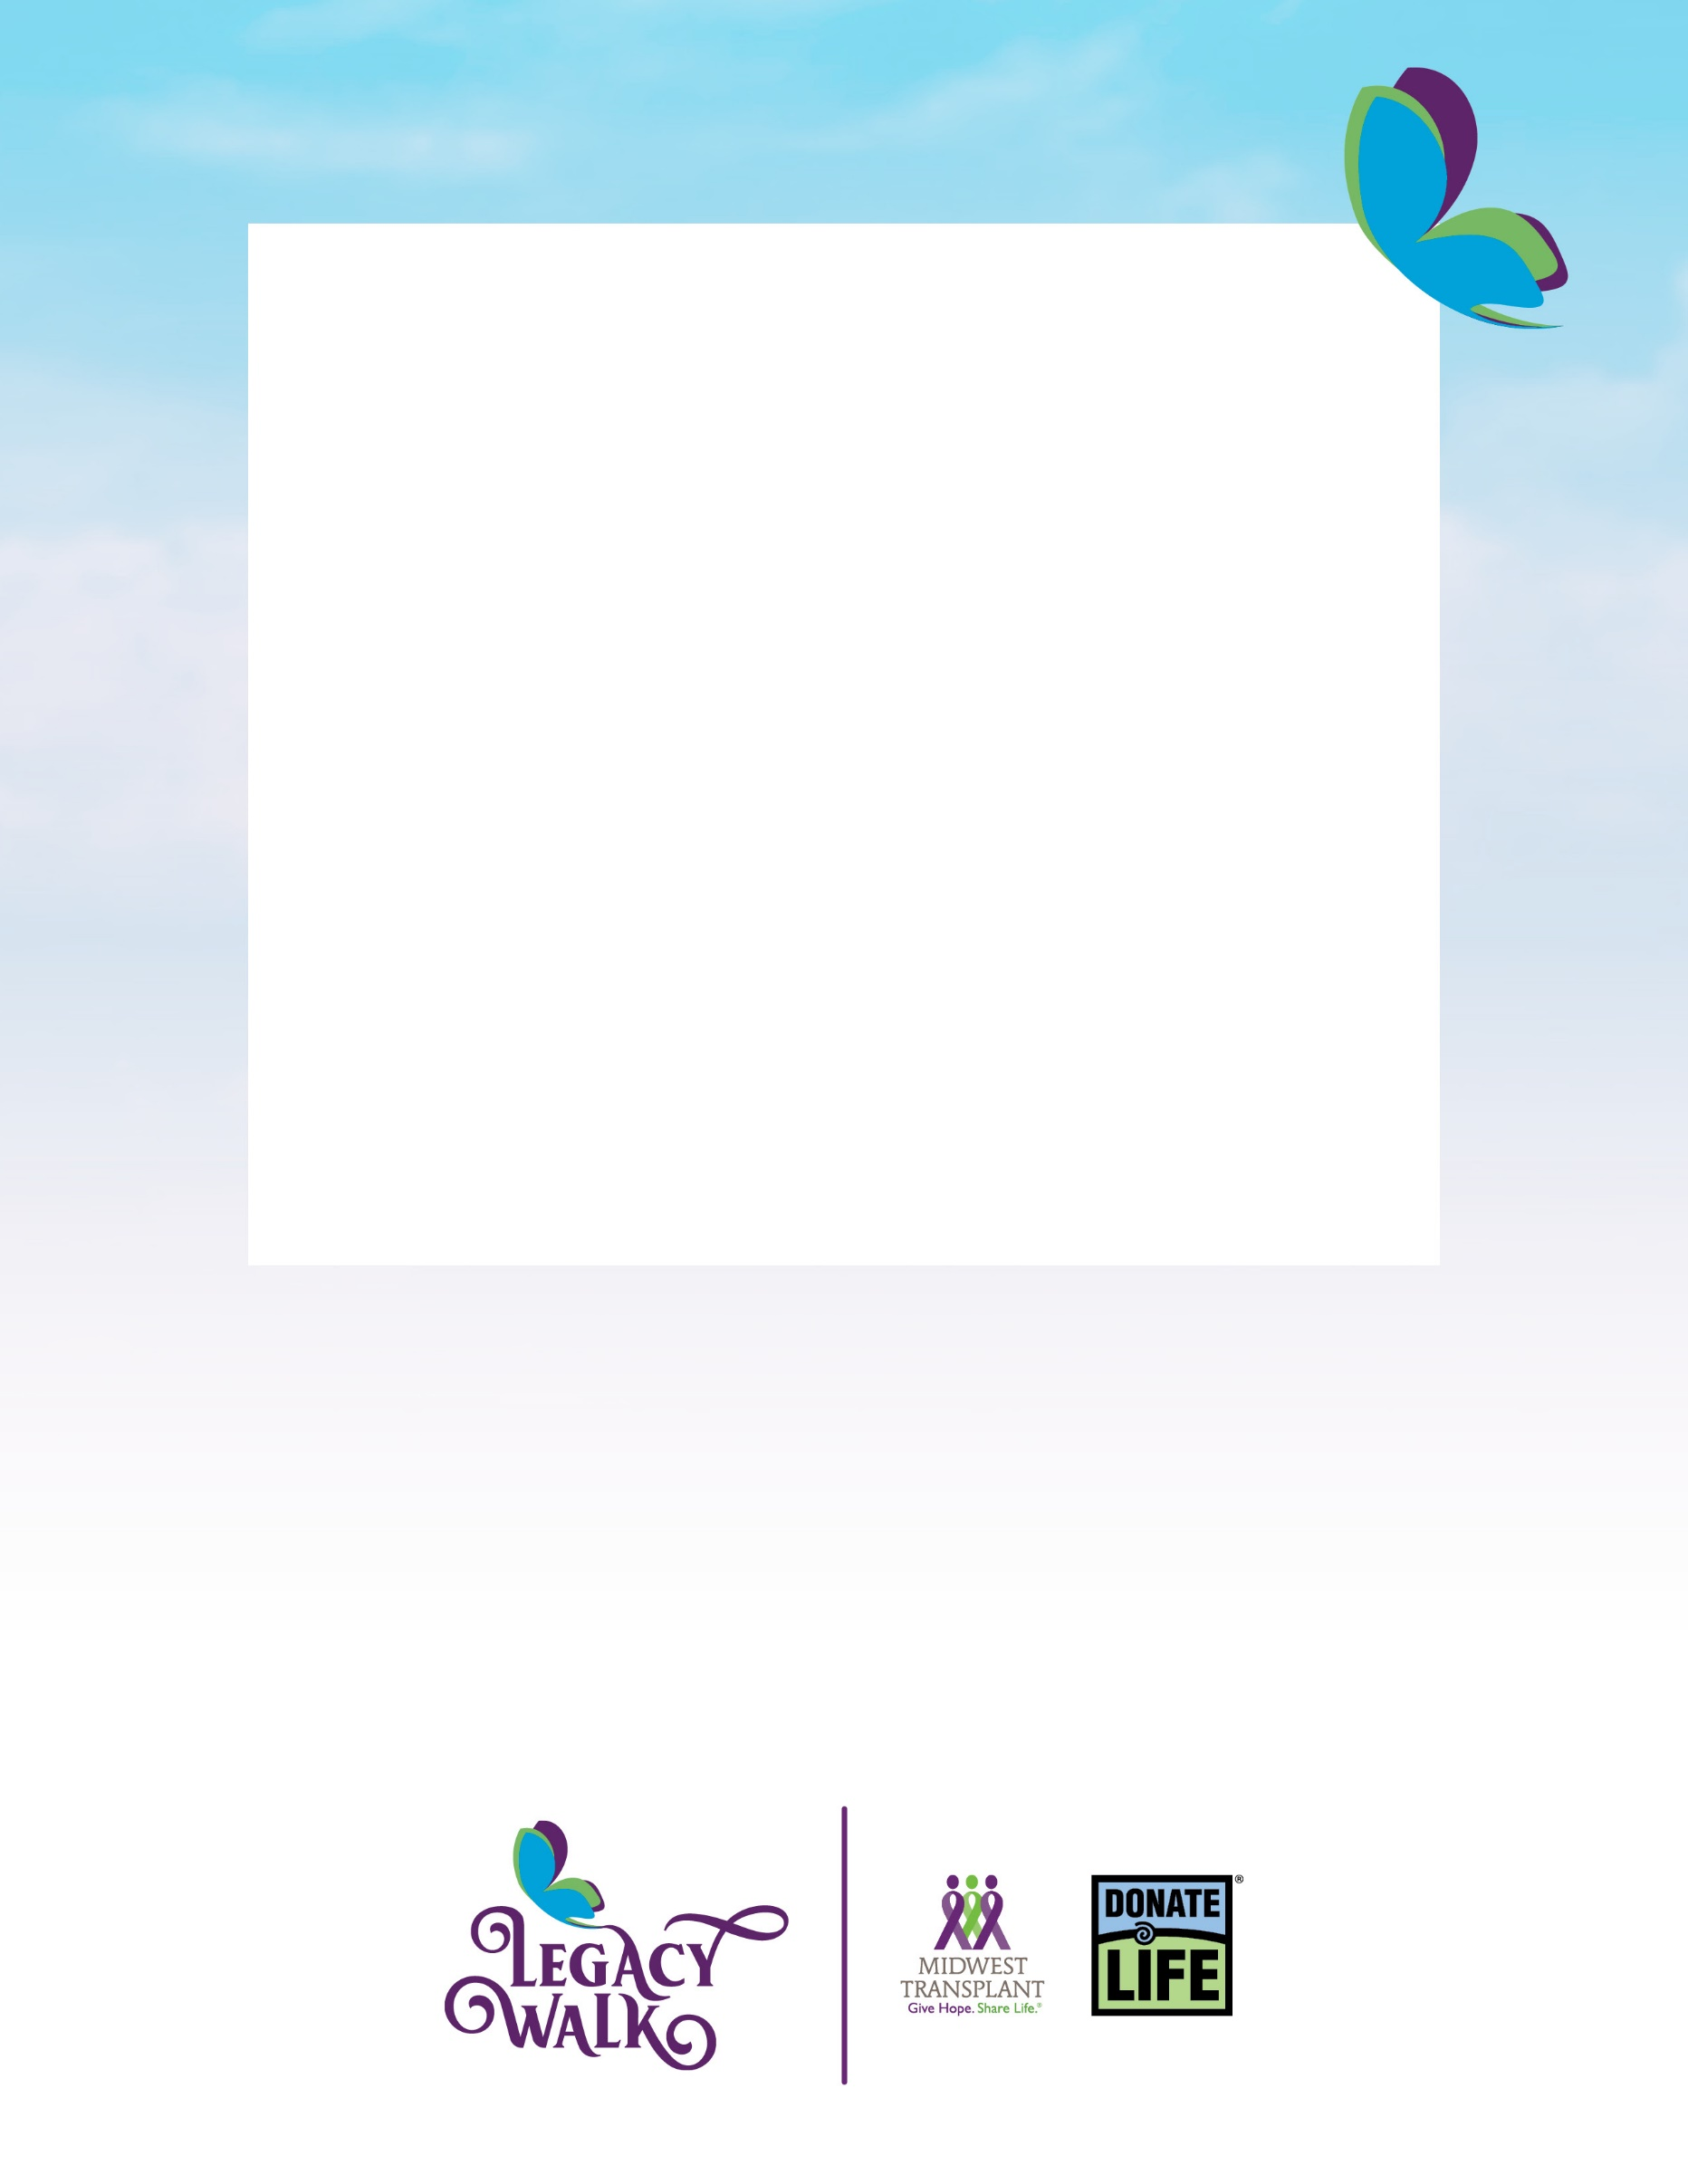 LEGACY
WALK
MIDWEST
TRANSPLANT
Give Hope. Share Life.®
DONATE
LIFE
®